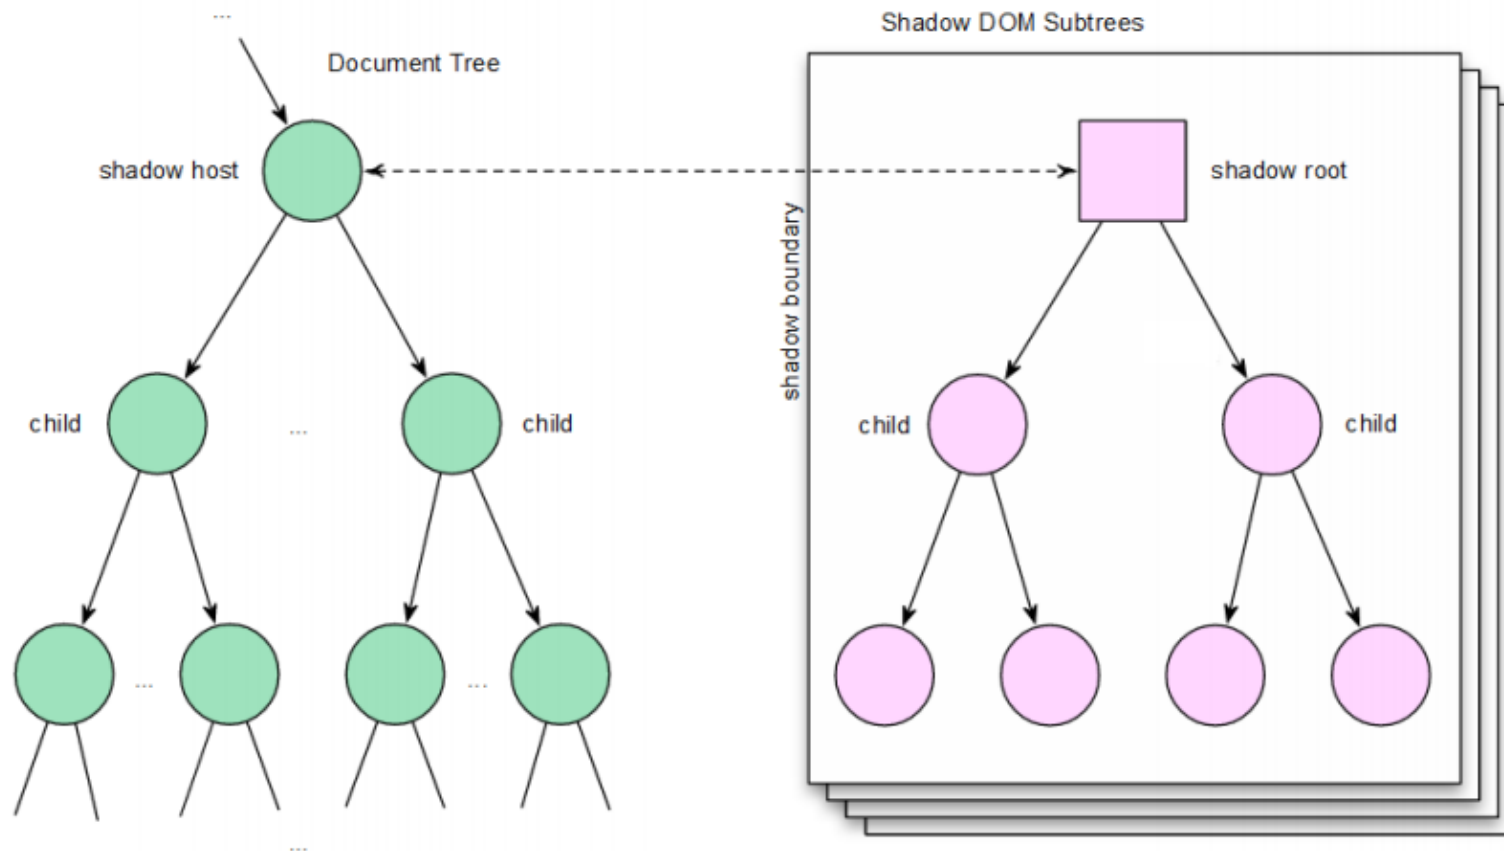 ...
Document Tree
Shadow DOM Subtrees
shadow host
shadow root
shadow boundary
child
...
child
child
child
...
...
...